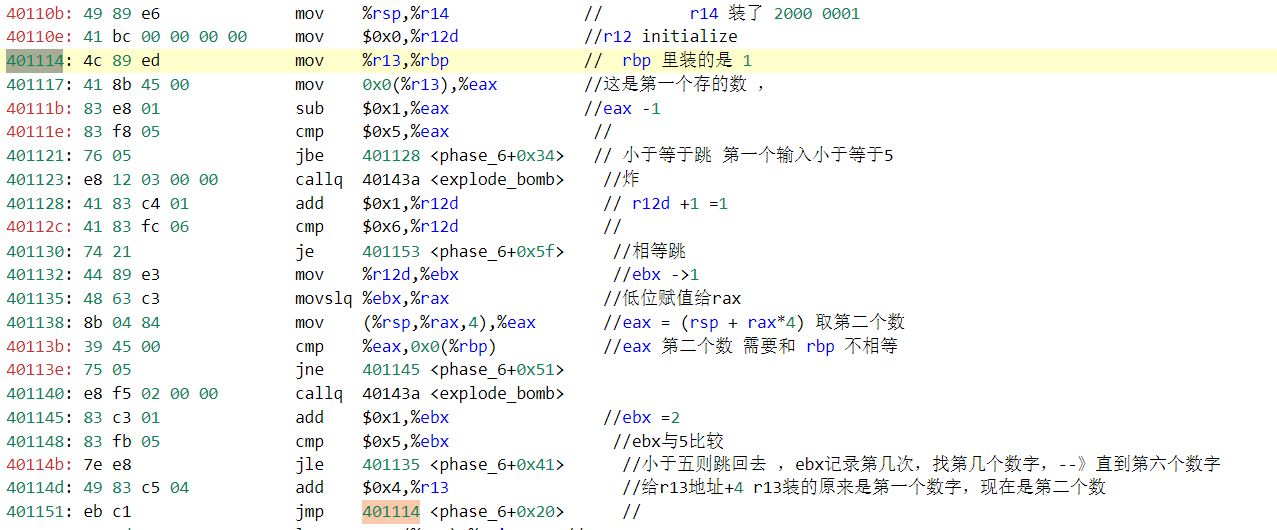 40110b: 49 89 e6 mov %rsp,%r14 // r14 装了 2000 0001
40110e: 41 bc 00 00 00 00 mov $0x0,%r12d //r12 initialize
401114: 4c 89 ed mov %r13,%rbp // rbp 里装的是 1
401117: 41 8b 45 00 mov 0x0(%r13),%eax //这是第一个存的数 ,
40111b: 83 e8 01 sub $0x1,%eax //eax -1
40111e: 83 f8 05 cmp $0x5,%eax //
401121: 76 05 jbe 401128 <phase_6+0x34> // 小于等于跳 第一个输入小于等于5
401123: e8 12 03 00 00 callq 40143a <explode_bomb> //炸
401128: 41 83 c4 01 add $0x1,%r12d // r12d +1 =1
40112c: 41 83 fc 06 cmp $0x6,%r12d //
401130: 74 21 je 401153 <phase_6+0x5f> //相等跳
401132: 44 89 e3 mov %r12d,%ebx //ebx ->1
401135: 48 63 c3 movslq %ebx,%rax //低位赋值给rax
401138: 8b 04 84 mov (%rsp,%rax,4),%eax //eax = (rsp + rax*4) 取第二个数
40113b: 39 45 00 cmp %eax,0x0(%rbp) //eax 第二个数 需要和 rbp 不相等
40113e: 75 05 jne 401145 <phase_6+0x51>
401140: e8 f5 02 00 00 callq 40143a <explode_bomb>
401145: 83 c3 01 add $0x1,%ebx //ebx =2
401148: 83 fb 05 cmp $0x5,%ebx //ebx与5比较
40114b: 7e e8 jle 401135 <phase_6+0x41> //小于五则跳回去 ，ebx记录第几次，找第几个数字，--》直到第六个数字
40114d: 49 83 c5 04 add $0x4,%r13 //给r13地址+4 r13装的原来是第一个数字，现在是第二个数
401151: eb c1 jmp 401114 <phase_6+0x20> //